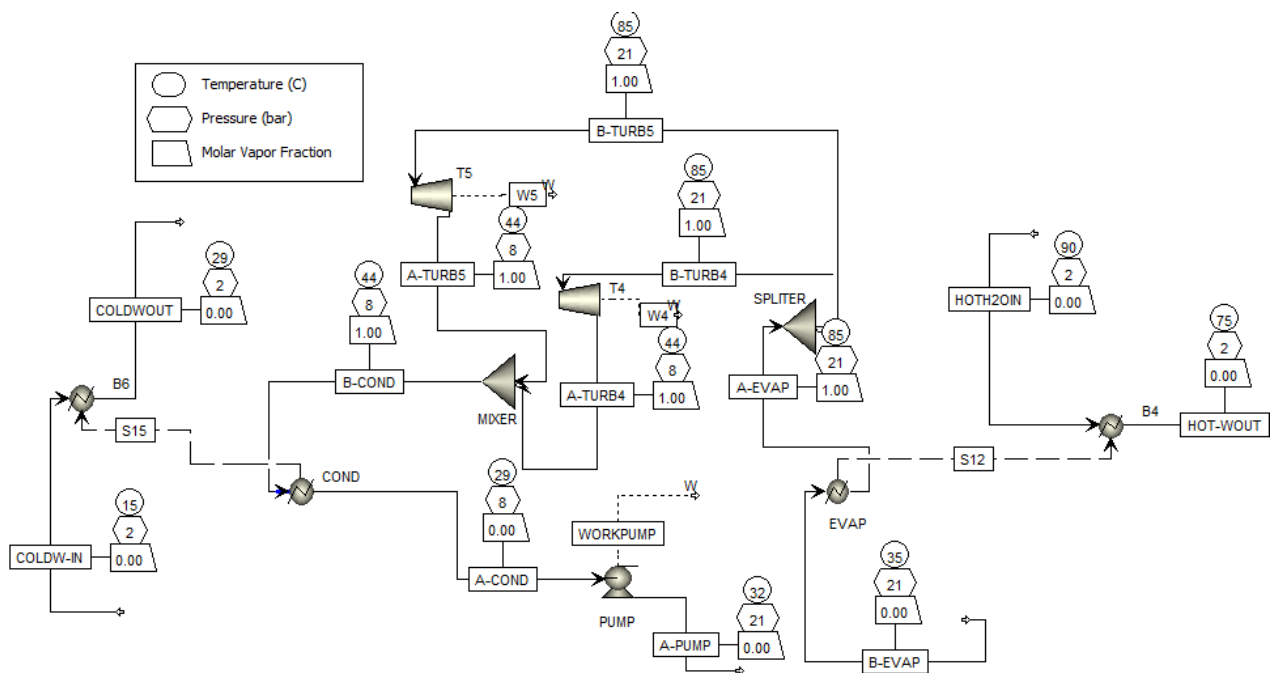 85
21
1.00
B-TURB5
Temperature (C)
Pressure (bar)
Molar Vapor Fraction
T5
W5
W
44
8
1.00
A-TURB5
85
21
1.00
B-TURB4
T4
W4
W
44
8
1.00
A-TURB4
SPLITER
85
21
1.00
A-EVAP
90
2
0.00
HOTH2OIN
75
2
0.00
HOT-WOUT
B4
29
2
0.00
COLDWOUT
B6
44
8
1.00
B-COND
MIXER
S15
COND
S12
EVAP
15
2
0.00
COLDW-IN
29
8
0.00
A-COND
W
WORKPUMP
PUMP
32
21
0.00
A-PUMP
35
21
0.00
B-EVAP